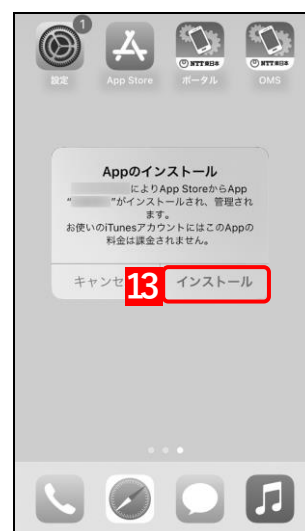 1
NTT東日本
NTT東日本
設定
App Store
ポータル
OMS
Appのインストール
によりApp StoreからApp
“ ”がインストールされ、管理され
ます。
お使いのiTunesアカウントにはこのAppの
料金は課金されません。
キャンセ
13
インストール